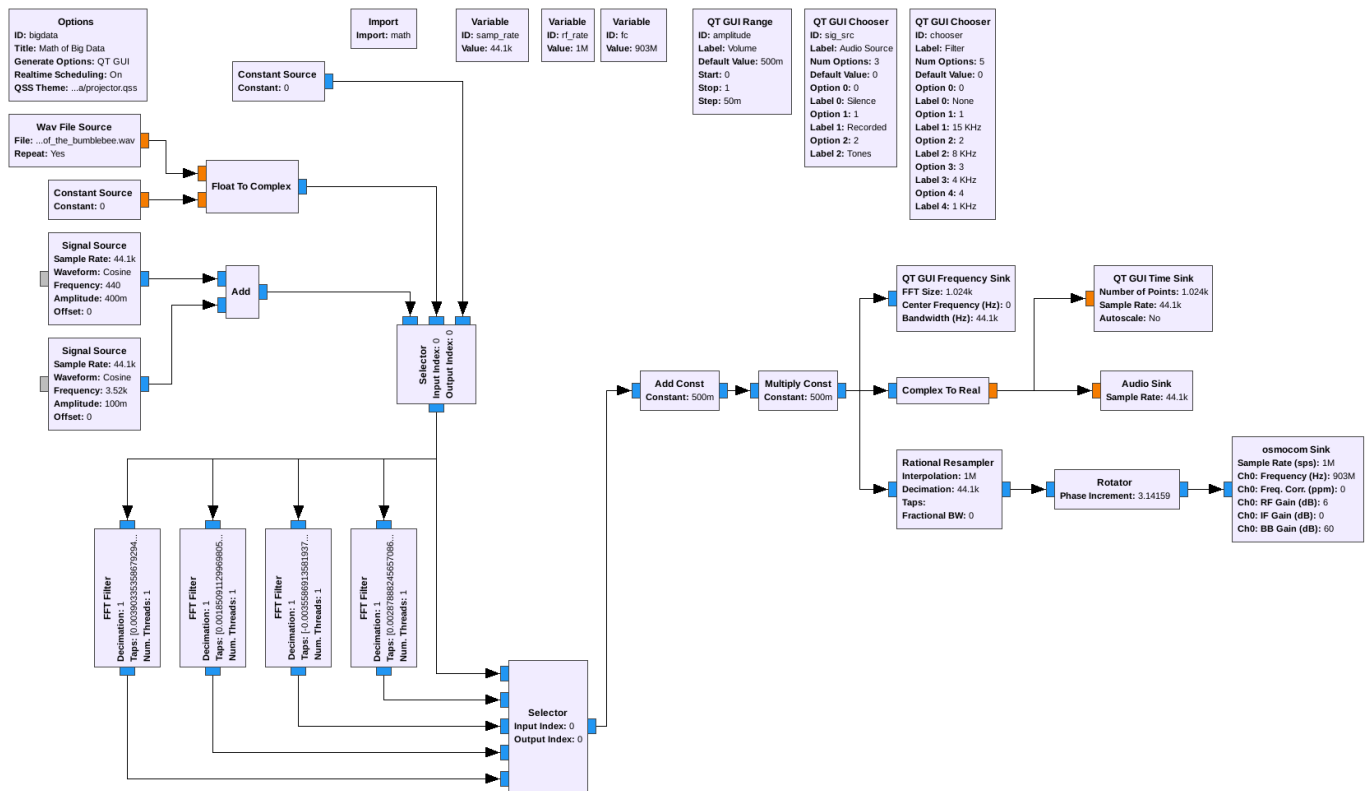 Options
ID: bigdata
Title: Math of Big Data
Generate Options: QT GUI
Realtime Scheduling: On
QSS Theme: ...a/projector.qss
Import
Import: math
Variable
ID: samp_rate
Value: 44.1k
Variable
ID: rf_rate
Value: 1M
Variable
ID: fc
Value: 903M
QT GUI Range
ID: amplitude
Label: Volume
Default Value: 500m
Start: 0
Stop: 1
Step: 50m
QT GUI Chooser
ID: sig_src
Label: Audio Source
Num Options: 3
Default Value: 0
Option 0: 0
Label 0: Silence
Option 1: 1
Label 1: Recorded
Option 2: 2
Label 2: Tones
QT GUI Chooser
ID: chooser
Label: Filter
Num Options: 5
Default Value: 0
Option 0: 0
Label 0: None
Option 1: 1
Label 1: 15 KHz
Option 2: 2
Label 2: 8 KHz
Option 3: 3
Label 3: 4 KHz
Option 4: 4
Label 4: 1 KHz
Constant Source
Constant: 0
Wav File Source
File: ...of_the_bumblebee.wav
Repeat: Yes
Constant Source
Constant: 0
Float To Complex
Signal Source
Sample Rate: 44.1k
Waveform: Cosine
Frequency: 440
Amplitude: 400m
Offset: 0
Add
Signal Source
Sample Rate: 44.1k
Waveform: Cosine
Frequency: 3.52k
Amplitude: 100m
Offset: 0
Selector
Input Index: 0
Output Index: 0
QT GUI Frequency Sink
FFT Size: 1.024k
Center Frequency (Hz): 0
Bandwidth (Hz): 44.1k
QT GUI Time Sink
Number of Points: 1.024k
Sample Rate: 44.1k
Autoscale: No
Add Const
Constant: 500m
Multiply Const
Constant: 500m
Complex To Real
Audio Sink
Sample Rate: 44.1k
Rational Resampler
Interpolation: 1M
Decimation: 44.1k
Taps:
Fractional BW: 0
Rotator
Phase Increment: 3.14159
osmocom Sink
Sample Rate (sps): 1M
Ch0: Frequency (Hz): 903M
Ch0: Freq. Corr. (ppm): 0
Ch0: RF Gain (dB): 6
Ch0: IF Gain (dB): 0
Ch0: BB Gain (dB): 60
FFT Filter
Decimation: 1
Taps: [0.0039033535867929４...
Num. Threads: 1
FFT Filter
Decimation: 1
Taps: [0.0018509112996980５...
Num. Threads: 1
FFT Filter
Decimation: 1
Taps: [-0.003558691358193７...
Num. Threads: 1
FFT Filter
Decimation: 1
Taps: [0.0028788824565708６...
Num. Threads: 1
Selector
Input Index: 0
Output Index: 0